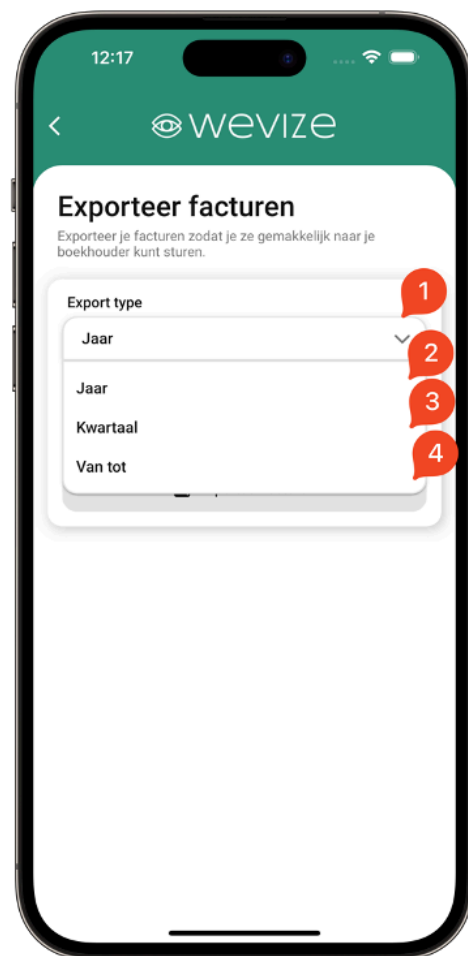 12:17
wevize
Exporteer facturen
Exporteer je facturen zodat je ze gemakkelijk naar je
boekhouder kunt sturen.
Export type
1
Jaar
2
Jaar
3
Kwartaal
4
Van tot